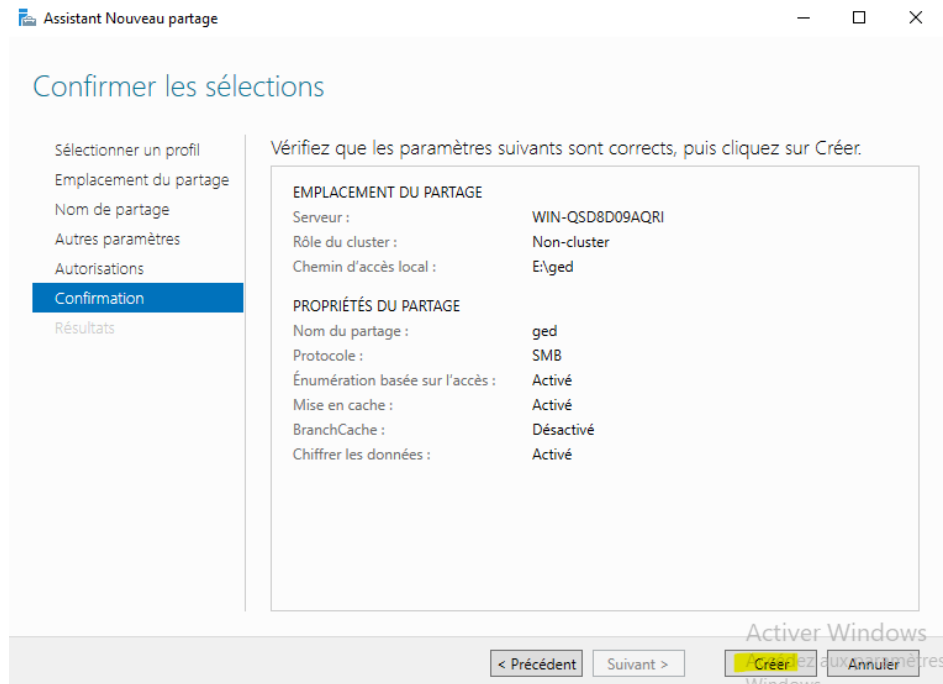 Assistant Nouveau partage
Confirmer les sélections
Sélectionner un profil
Emplacement du partage
Nom de partage
Autres paramètres
Autorisations
Confirmation
Résultats
Vérifiez que les paramètres suivants sont corrects, puis cliquez sur Créer.
EMPLACEMENT DU PARTAGE
Serveur : WIN-QSD8D09AQRI
Rôle du cluster : Non-cluster
Chemin d'accès local : E:\ged
PROPRIÉTÉS DU PARTAGE
Nom du partage : ged
Protocole : SMB
Énumération basée sur l'accès : Activé
Mise en cache : Activé
BranchCache : Désactivé
Chiffrer les données : Activé
Activer Windows
Accédez aux paramètres
Windows
< Précédent Suivant > Créer Annuler